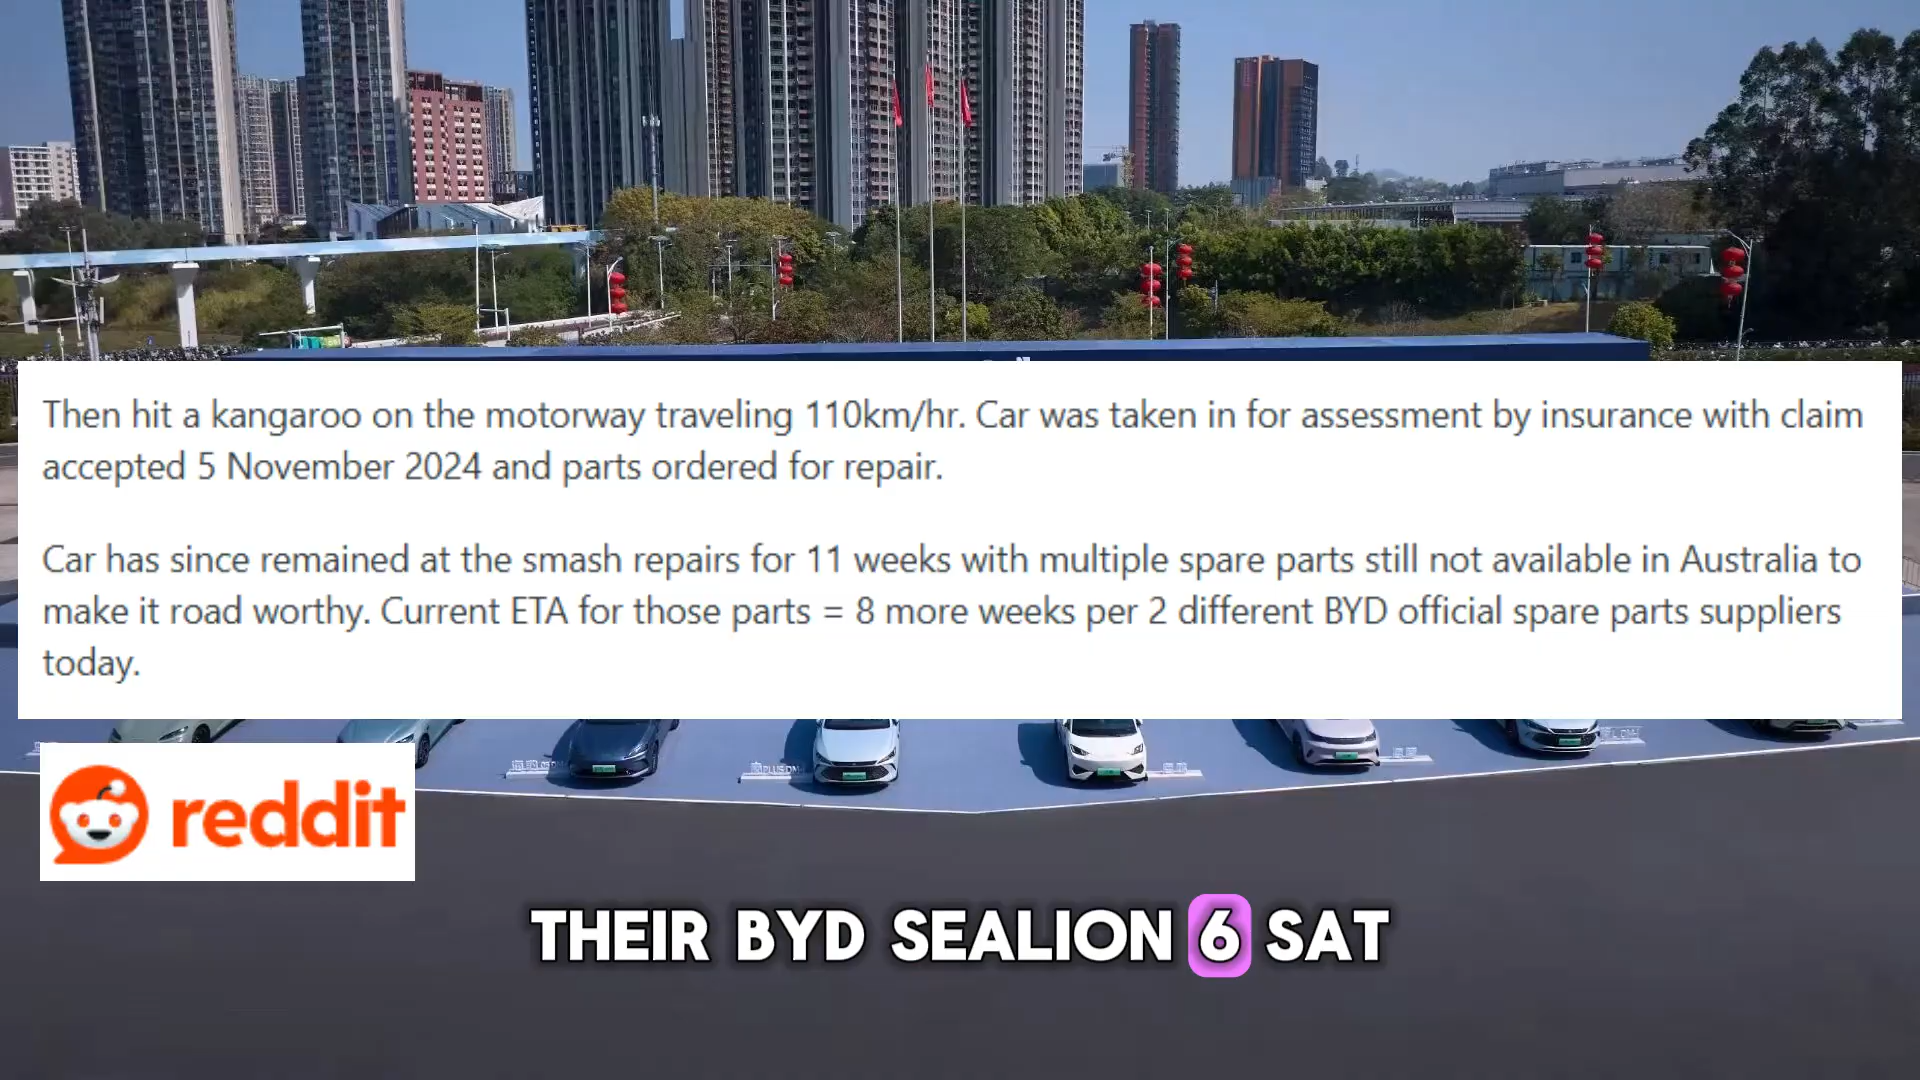 Then hit a kangaroo on the motorway traveling 110km/hr. Car was taken in for assessment by insurance with claim
accepted 5 November 2024 and parts ordered for repair.
Car has since remained at the smash repairs for 11 weeks with multiple spare parts still not available in Australia to
make it road worthy. Current ETA for those parts = 8 more weeks per 2 different BYD official spare parts suppliers
today.
reddit
THEIR BYD SEALION 6 SAT